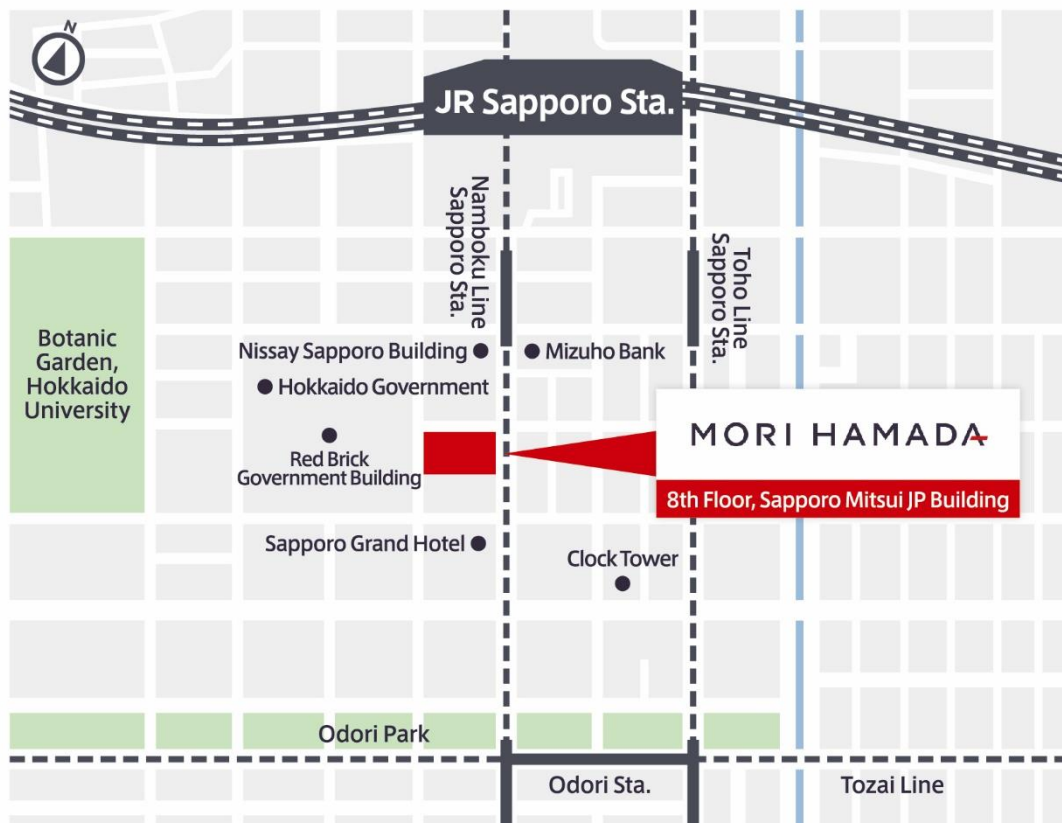 N
JR Sapporo Sta.
Namboku Line
Sapporo Sta.
Toho Line
Sapporo Sta.
Botanic
Garden,
Hokkaido
University
Nissay Sapporo Building
Mizuho Bank
Hokkaido Government
Red Brick
Government Building
MORI HAMADA
8th Floor, Sapporo Mitsui JP Building
Sapporo Grand Hotel
Clock Tower
Odori Park
Odori Sta.
Tozai Line